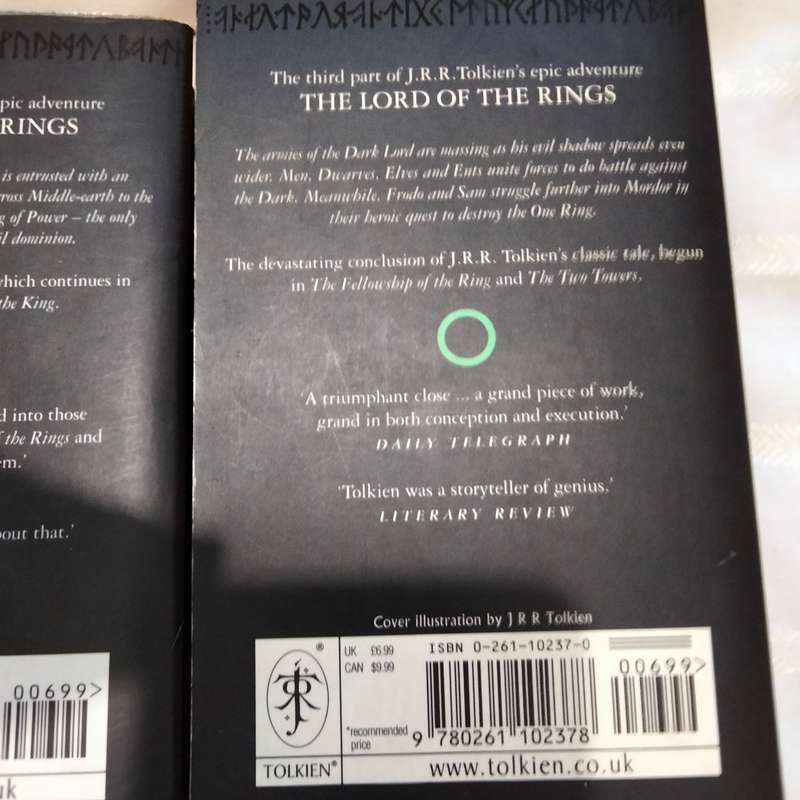 pic adventure
RINGS
is entrusted with an
ross Middle-earth to the
g of Power – the only
il dominion.
which continues in
the King.
d into those
f the Rings and
em.'
out that.'
00699>
uk
The third part of J.R.R.Tolkien's epic adventure
THE LORD OF THE RINGS
The armies of the Dark Lord are massing as his evil shadow spreads even
wider. Men, Dwarves, Elves and Ents unite forces to do battle against
the Dark. Meanwhile, Frodo and Sam struggle further into Mordor in
their heroic quest to destroy the One Ring.
The devastating conclusion of J.R.R. Tolkien's classic tale, begun
in The Fellowship of the Ring and The Two Towers.
'A triumphant close ... a grand piece of work,
grand in both conception and execution.'
DAILY TELEGRAPH
'Tolkien was a storyteller of genius.'
LITERARY REVIEW
Cover illustration by J R R Tolkien
®
UK £6.99
CAN $9.99
*recommended
price
TOLKIEN®
ISBN 0-261-10237-0
00699>
9 780261 102378
www.tolkien.co.uk